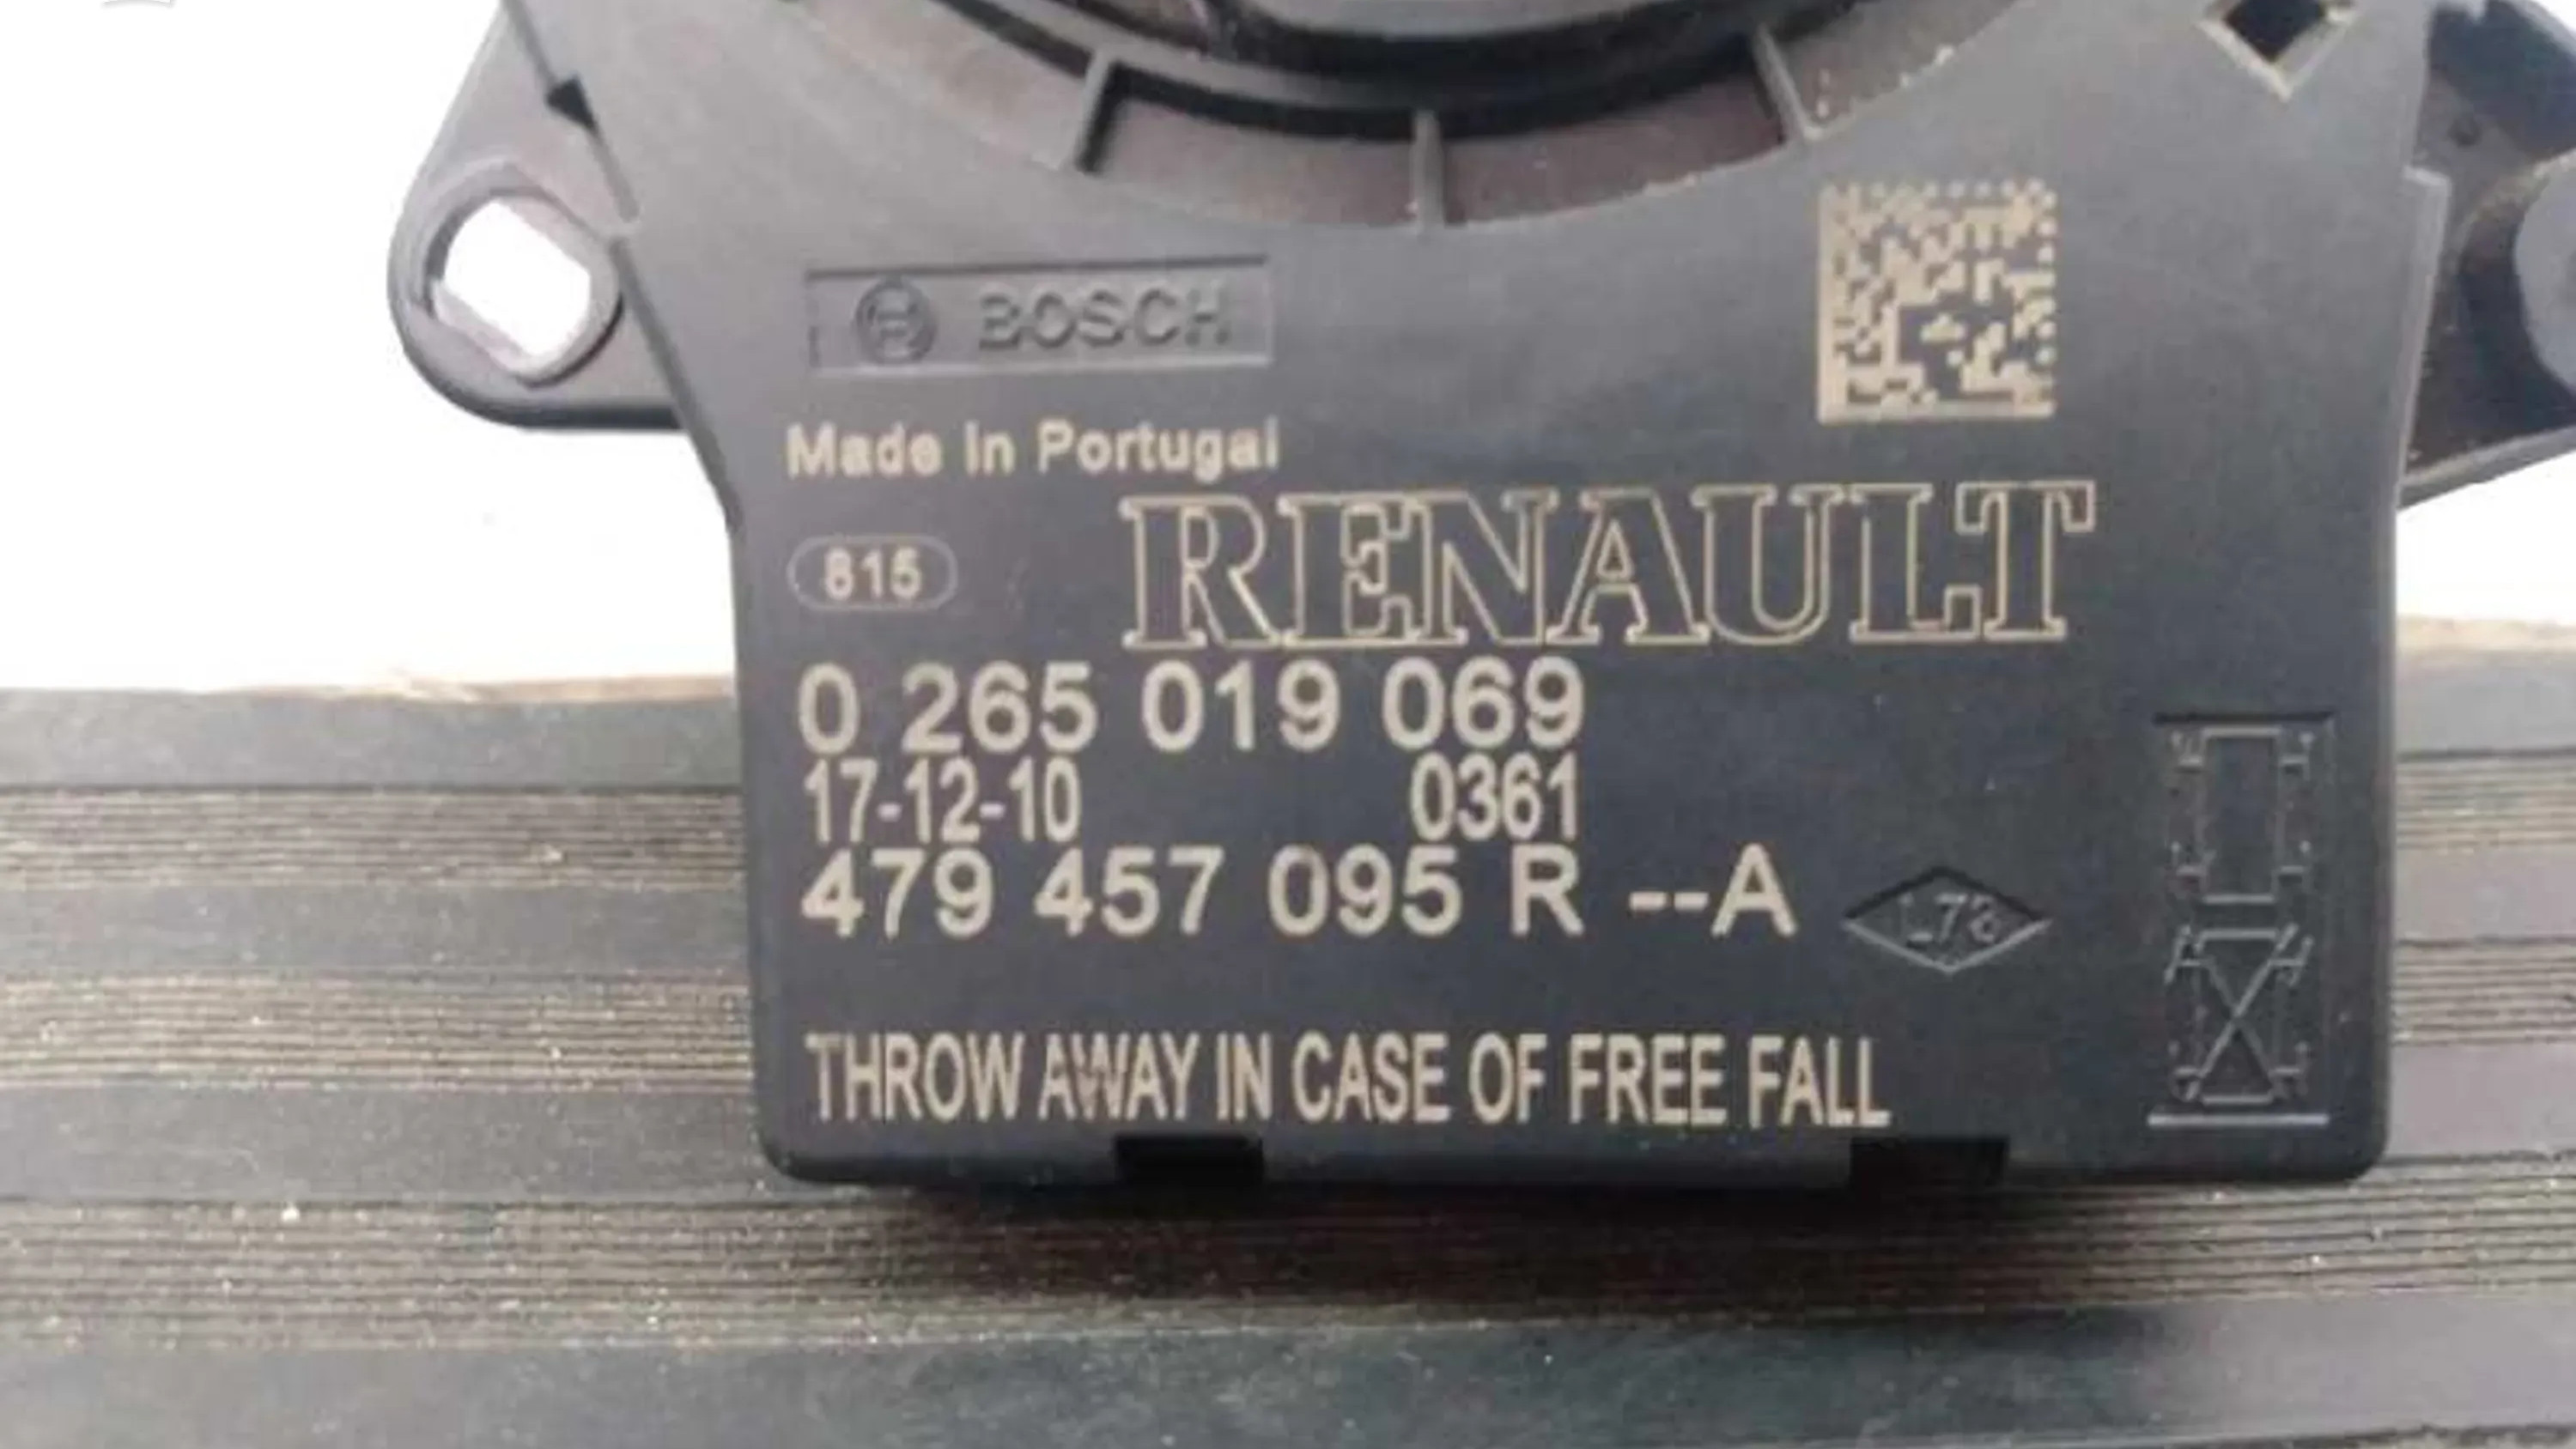 BOSCH
Made in Portugal
815
RENAULT
0 265 019 069
17-12-10 0361
479 457 095 R --A
THROW AWAY IN CASE OF FREE FALL